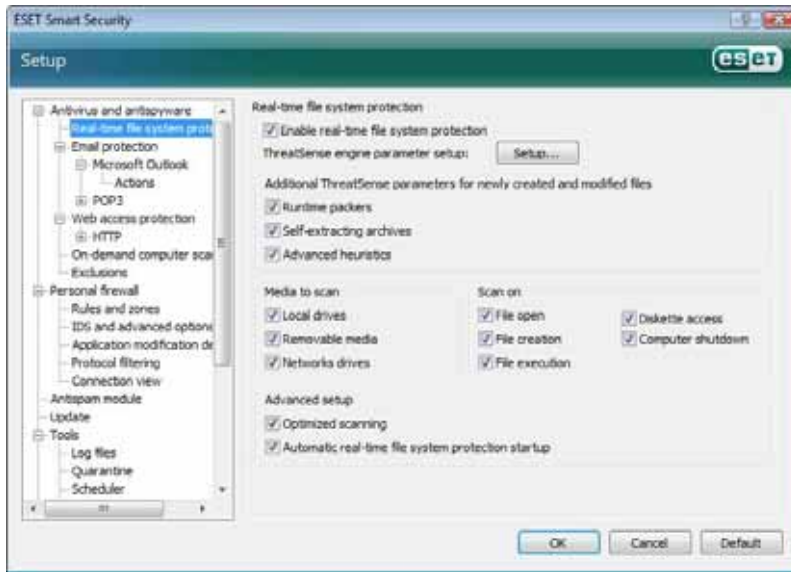 ESET Smart Security
Setup
eset
Antivirus and antispyware
Real-time file system prot
Email protection
Microsoft Outlook
Actions
POP3
Web access protection
HTTP
On-demand computer scan
Exclusions
Personal firewall
Rules and zones
IDS and advanced options
Application modification de
Protocol filtering
Connection view
Antispam module
Update
Tools
Log files
Quarantine
Scheduler
Real-time file system protection
Enable real-time file system protection
ThreatSense engine parameter setup:
Setup...
Additional ThreatSense parameters for newly created and modified files
Runtime packers
Self-extracting archives
Advanced heuristics
Media to scan
Local drives
Removable media
Networks drives
Scan on
File open
File creation
File execution
Diskette access
Computer shutdown
Advanced setup
Optimized scanning
Automatic real-time file system protection startup
OK
Cancel
Default